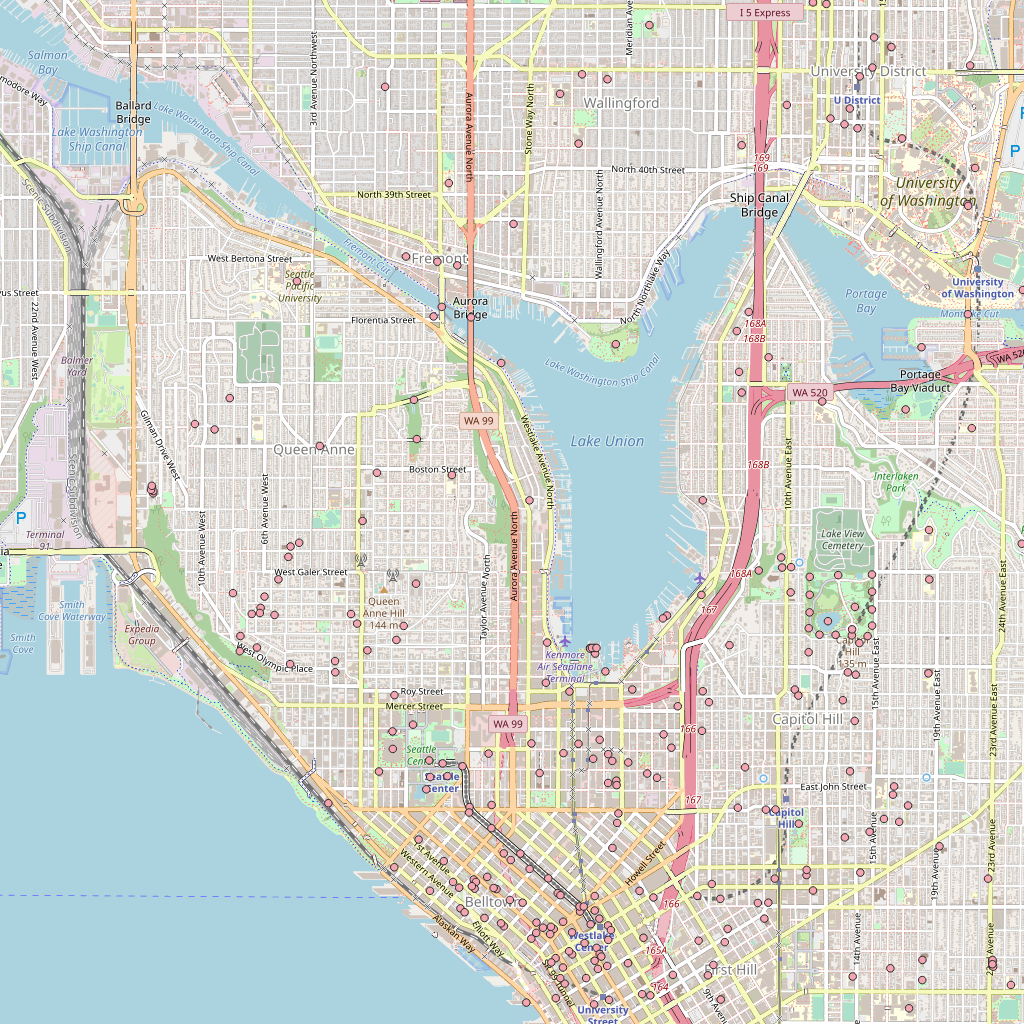 I 5 Express
Meridian Ave
Salmon
Bay
University District
U District
Ballard
Bridge
Lake Washington
Ship Canal
Lake Washington Ship Canal
3rd Avenue Northwest
Aurora Avenue North
Stone Way North
Wallingford
169
169
North 40th Street
North 39th Street
Wallingford Avenue North
Ship Canal
Bridge
University
of Washington
P
Scenic Subdivision
West Bertona Street
Fremont Cut
Fremont
Seattle
Pacific
University
22nd Avenue West
Florentia Street
Aurora
Bridge
North Northlake Way
Portage
Bay
University
of Washington
Montlake Cut
168A
168B
Balmer
Yard
Lake Washington Ship Canal
WA 520
WA 520
Portage
Bay Viaduct
Gilman Drive West
WA 99
Westlake Avenue North
Lake Union
Queen Anne
10th Avenue East
Boston Street
168B
Interlaken
Park
Scenic Subdivision
6th Avenue West
10th Avenue West
P
Terminal
91
Aurora Avenue North
Lake View
Cemetery
West Galer Street
Taylor Avenue North
168A
24th Avenue East
Smith
Cove Waterway
Smith
Cove
Queen
Anne Hill
144 m
167
Expedia
Group
Kenmore
Air Seaplane
Terminal
Hill
135 m
15th Avenue East
West Olympic Place
Roy Street
Mercer Street
19th Avenue East
23rd Avenue East
WA 99
166
Capitol Hill
Seattle
Center
Center
167
East John Street
Capitol
Hill
1st Avenue
Western Avenue
Howell Street
15th Avenue
19th Avenue
23rd Avenue
Belltown
166
Elliott Way
Alaskan Way
Westlake
Center
165A
14th Avenue
First Hill
SR 99 Tunnel
164
9th Avenue
University
Street